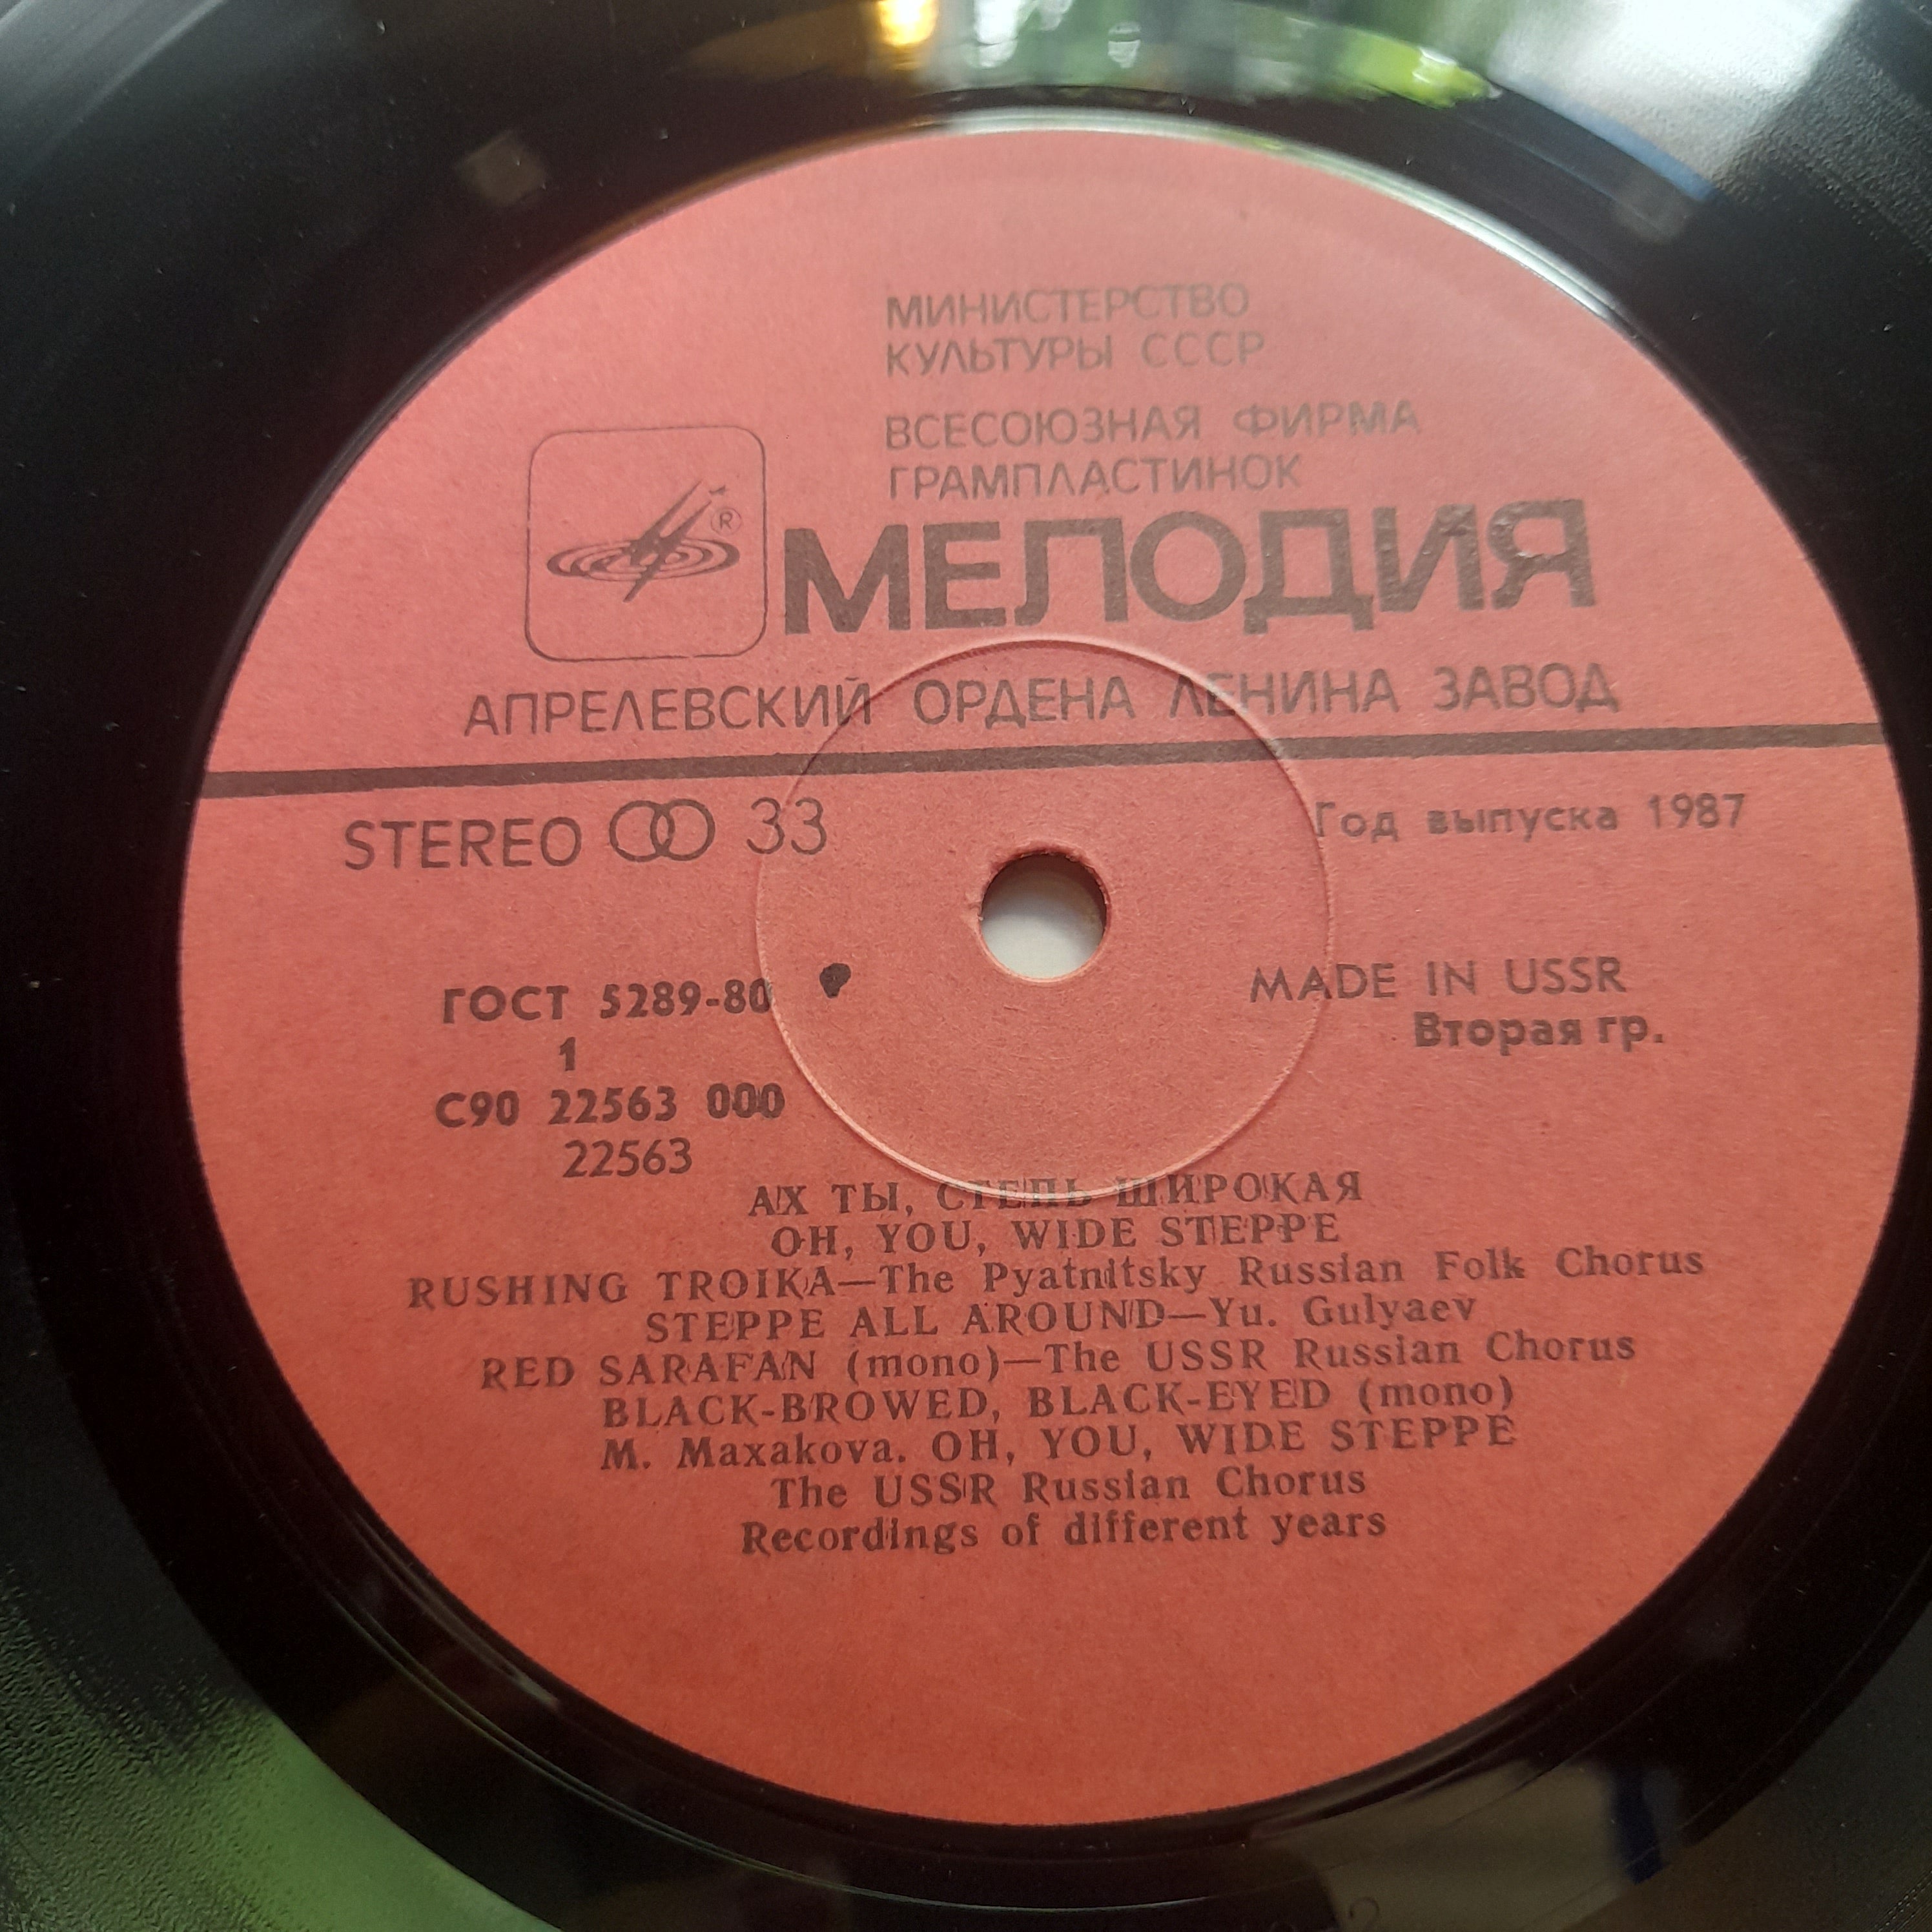 МИНИСТЕРСТВО
КУЛЬТУРЫ СССР
ВСЕСОЮЗНАЯ ФИРМА
ГРАМПЛАСТИНОК
®
МЕЛОДИЯ
АПРЕЛЕВСКИЙ ОРДЕНА ЛЕНИНА ЗАВОД
STEREO 33
Год выпуска 1987
ГОСТ 5289-80
MADE IN USSR
1
Вторая гр.
С90 22563 000
22563
АХ ТЫ, СТЕПЬ ШИРОКАЯ
OH, YOU, WIDE STEPPE
RUSHING TROIKA—The Pyatnitsky Russian Folk Chorus
STEPPE ALL AROUND—Yu. Gulyaev
RED SARAFAN (mono)—The USSR Russian Chorus
BLACK-BROWED, BLACK-EYED (mono)
M. Maxakova. OH, YOU, WIDE STEPPE
The USSR Russian Chorus
Recordings of different years